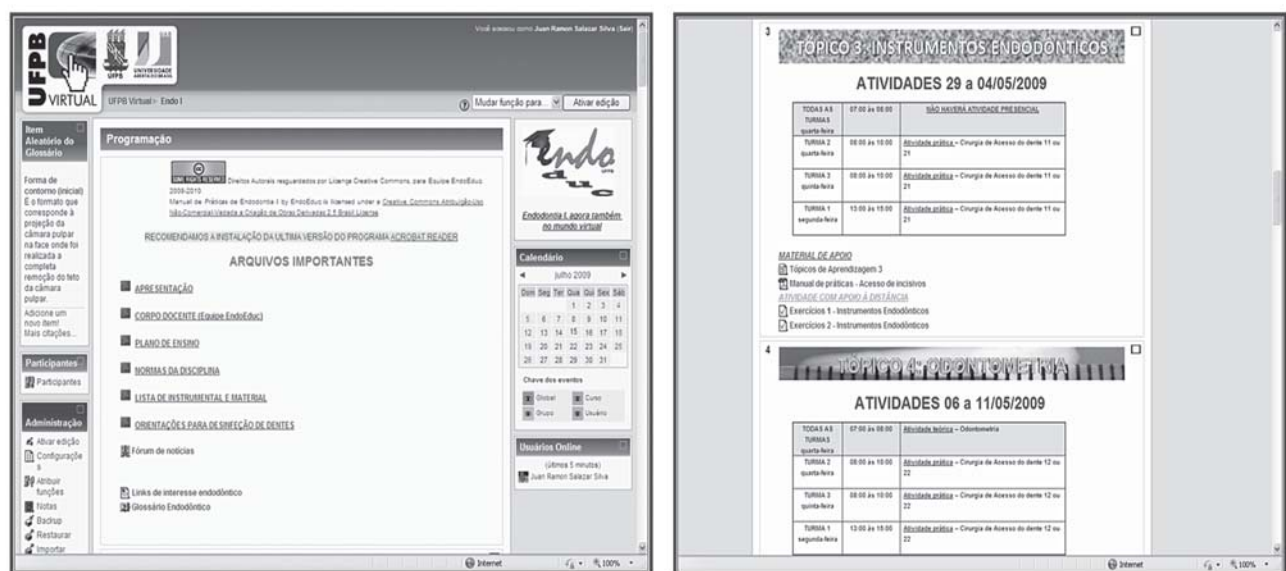 Você acessou como Juan Ramon Salazar Silva (Sair)
UFPB
VIRTUAL
UFPB
UNIVERSIDADE
ABERTA DO BRASIL
UFPB Virtual ► Endo I
Mudar função para...
Ativar edição
Item
Aleatório do
Glossário
Forma de
contorno (inicial)
É o formato que
corresponde à
projeção da
câmara pulpar
na face onde foi
realizada a
completa
remoção do teto
da câmara
pulpar.
Adicione um
novo item!
Mais citações...
Participantes
Participantes
Administração
Ativar edição
Configuraçõe
s
Atribuir
funções
Notas
Backup
Restaurar
Importar
Programação
SOME RIGHTS RESERVED Direitos Autorais resguardados por Licença Creative Commons, para Equipe EndoEduc.
2008-2010
Manual de Práticas de Endodontia I by EndoEduc is licensed under a Creative Commons Atribuição-Uso
Não-Comercial-Vedada a Criação de Obras Derivadas 2.5 Brasil License.
RECOMENDAMOS A INSTALAÇÃO DA ULTIMA VERSÃO DO PROGRAMA ACROBAT READER
ARQUIVOS IMPORTANTES
APRESENTAÇÃO
CORPO DOCENTE (Equipe EndoEduc)
PLANO DE ENSINO
NORMAS DA DISCIPLINA
LISTA DE INSTRUMENTAL E MATERIAL
ORIENTAÇÕES PARA DESINFEÇÃO DE DENTES
Fórum de notícias
Links de interesse endodôntico
Glossário Endodôntico
Endo
UFPB
duc
Endodontia I, agora também
no mundo virtual
Calendário
◄ julho 2009 ►
Dom Seg Ter Qua Qui Sex Sáb
1 2 3 4
5 6 7 8 9 10 11
12 13 14 15 16 17 18
19 20 21 22 23 24 25
26 27 28 29 30 31
Chave dos eventos
Global Curso
Grupo Usuário
Usuários Online
(últimos 5 minutos)
Juan Ramon Salazar Silva
Internet
100%
3
TÓPICO 3: INSTRUMENTOS ENDODÔNTICOS
ATIVIDADES 29 a 04/05/2009
TODAS AS 07:00 às 08:00 NÃO HAVERÁ ATIVIDADE PRESENCIAL
TURMAS
quarta-feira
TURMA 2 08:00 às 10:00 Atividade prática – Cirurgia de Acesso do dente 11 ou
quarta-feira 21
TURMA 3 08:00 às 10:00 Atividade prática – Cirurgia de Acesso do dente 11 ou
quinta-feira 21
TURMA 1 13:00 às 15:00 Atividade prática – Cirurgia de Acesso do dente 11 ou
segunda-feira 21
MATERIAL DE APOIO
Tópicos de Aprendizagem 3
Manual de práticas - Acesso de incisivos
ATIVIDADE COM APOIO À DISTÂNCIA
Exercícios 1 - Instrumentos Endodônticos
Exercícios 2 - Instrumentos Endodônticos
4
TÓPICO 4: ODONTOMETRIA
ATIVIDADES 06 a 11/05/2009
TODAS AS 07:00 às 08:00 Atividade teórica – Odontometria
TURMAS
quarta-feira
TURMA 2 08:00 às 10:00 Atividade prática – Cirurgia de Acesso do dente 12 ou
quarta-feira 22
TURMA 3 08:00 às 10:00 Atividade prática – Cirurgia de Acesso do dente 12 ou
quinta-feira 22
TURMA 1 13:00 às 15:00 Atividade prática – Cirurgia de Acesso do dente 12 ou
segunda-feira 22
Internet
100%